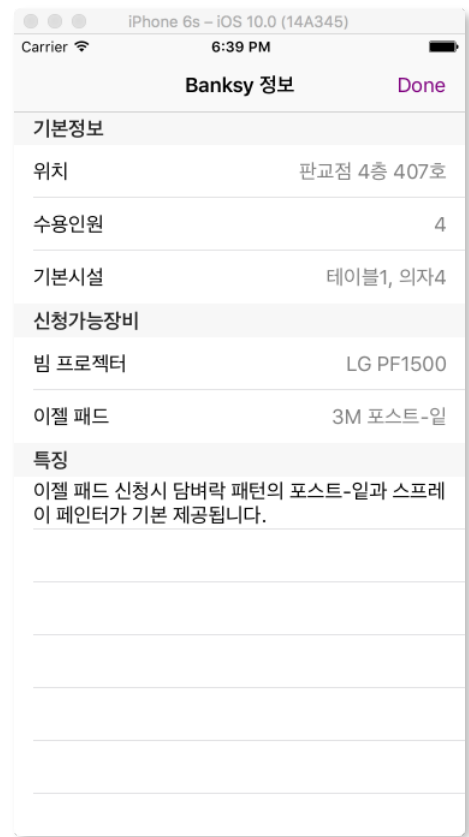 iPhone 6s – iOS 10.0 (14A345)
Carrier 6:39 PM
Banksy 정보 Done
기본정보
위치 판교점 4층 407호
수용인원 4
기본시설 테이블1, 의자4
신청가능장비
빔 프로젝터 LG PF1500
이젤 패드 3M 포스트-잍
특징
이젤 패드 신청시 담벼락 패턴의 포스트-잍과 스프레
이 페인터가 기본 제공됩니다.